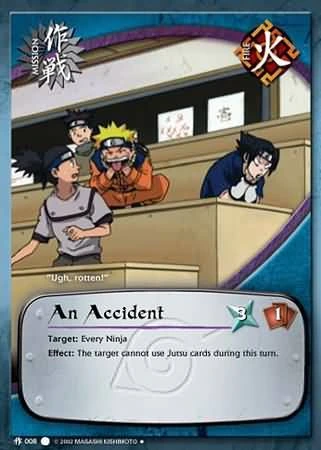 作戦
MISSION
火
FIRE
"Ugh, rotten!"
An Accident
3
1
Target: Every Ninja
Effect: The target cannot use Jutsu cards during this turn.
作 008
© 2002 MASASHI KISHIMOTO